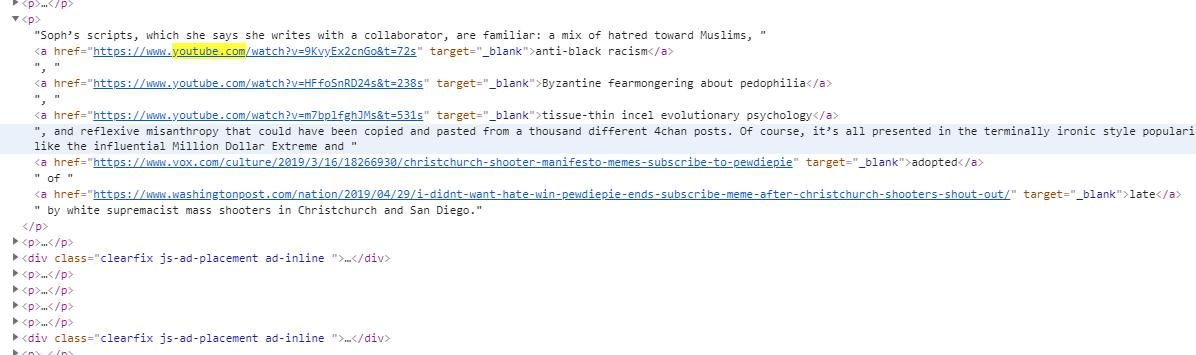 <p>…</p>
<p>
"Soph's scripts, which she says she writes with a collaborator, are familiar: a mix of hatred toward Muslims, "
<a href="https://www.youtube.com/watch?v=9KvyEx2cnGo&t=72s" target="_blank">anti-black racism</a>
", "
<a href="https://www.youtube.com/watch?v=HFfoSnRD24s&t=238s" target="_blank">Byzantine fearmongering about pedophilia</a>
", "
<a href="https://www.youtube.com/watch?v=m7bplfghJMs&t=531s" target="_blank">tissue-thin incel evolutionary psychology</a>
", and reflexive misanthropy that could have been copied and pasted from a thousand different 4chan posts. Of course, it's all presented in the terminally ironic style populari
like the influential Million Dollar Extreme and "
<a href="https://www.vox.com/culture/2019/3/16/18266930/christchurch-shooter-manifesto-memes-subscribe-to-pewdiepie" target="_blank">adopted</a>
" of "
<a href="https://www.washingtonpost.com/nation/2019/04/29/i-didnt-want-hate-win-pewdiepie-ends-subscribe-meme-after-christchurch-shooters-shout-out/" target="_blank">late</a>
" by white supremacist mass shooters in Christchurch and San Diego."
</p>
<p>…</p>
<div class="clearfix js-ad-placement ad-inline ">…</div>
<p>…</p>
<p>…</p>
<p>…</p>
<p>…</p>
<div class="clearfix js-ad-placement ad-inline ">…</div>
<p>…</p>